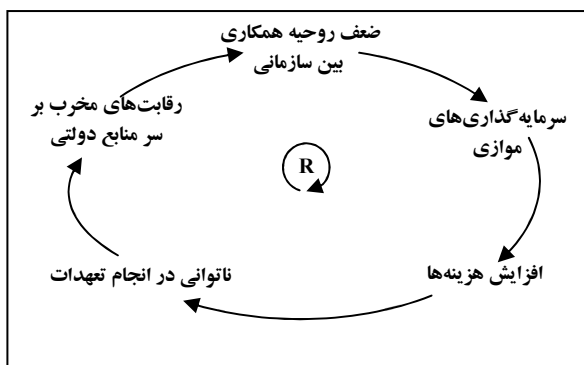 ضعف روحیه همکاری
بین سازمانی
سرمایه‌گذاری‌های
موازی
افزایش هزینه‌ها
ناتوانی در انجام تعهدات
رقابت‌های مخرب بر
سر منابع دولتی
R